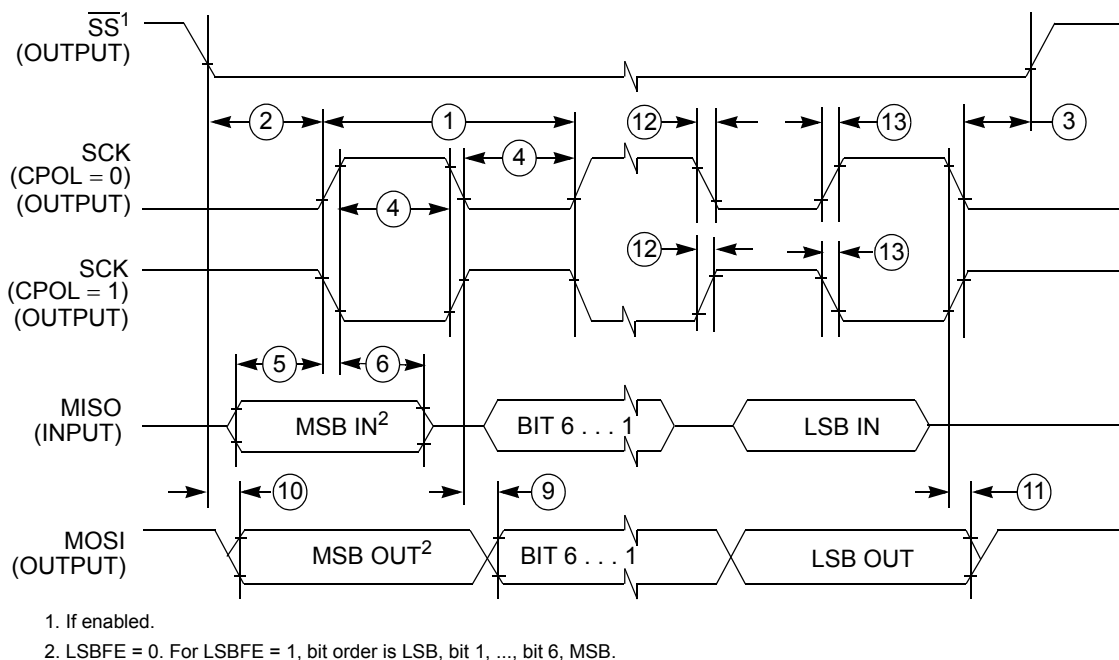 SS¹
(OUTPUT)
2
1
12
13
3
SCK
(CPOL = 0)
(OUTPUT)
4
4
SCK
(CPOL = 1)
(OUTPUT)
12
13
5
6
MISO
(INPUT)
MSB IN²
BIT 6 . . . 1
LSB IN
10
9
11
MOSI
(OUTPUT)
MSB OUT²
BIT 6 . . . 1
LSB OUT
1. If enabled.
2. LSBFE = 0. For LSBFE = 1, bit order is LSB, bit 1, ..., bit 6, MSB.